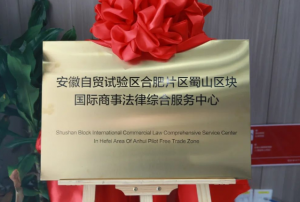 安徽自贸试验区合肥片区蜀山区块
国际商事法律综合服务中心
Shushan Block International Commercial Law Comprehensive Service Center
In Hefei Area Of Anhui Pilot Free Trade Zone